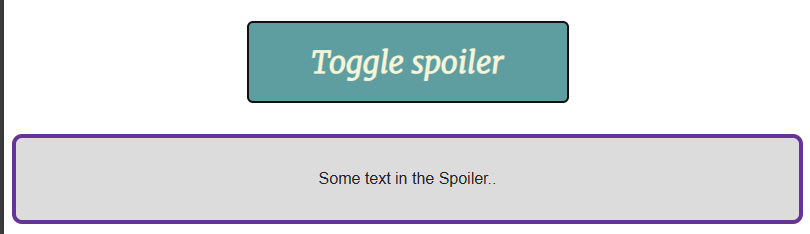 Toggle spoiler
Some text in the Spoiler..